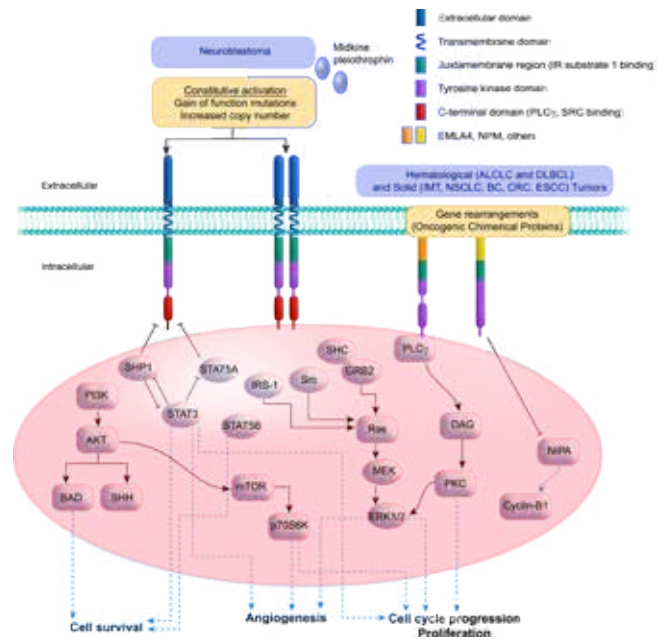 Neuroblastoma
Midkine
pleiothrophin
Constitutive activation
Gain of function mutations
Increased copy number
Extracellular domain
Transmembrane domain
Juxtamembrane region (IR substrate 1 binding)
Tyrosine kinase domain
C-terminal domain (PLCγ, SRC binding)
EMLA4, NPM, others
Extracellular
Hematological (ALCLC and DLBCL)
and Solid (IMT, NSCLC, BC, CRC, ESCC) Tumors
Gene rearrangements
(Oncogenic Chimerical Proteins)
Intracellular
SHP1
STAT5A
SHC
GRB2
PLCγ
PI3K
STAT3
IRS-1
Src
STAT5B
AKT
Ras
DAG
NIPA
MEK
BAD
SHH
mTOR
PKC
Cyclin-B1
p70S6K
ERK1/2
Cell survival
Angiogenesis
Cell cycle progression
Proliferation